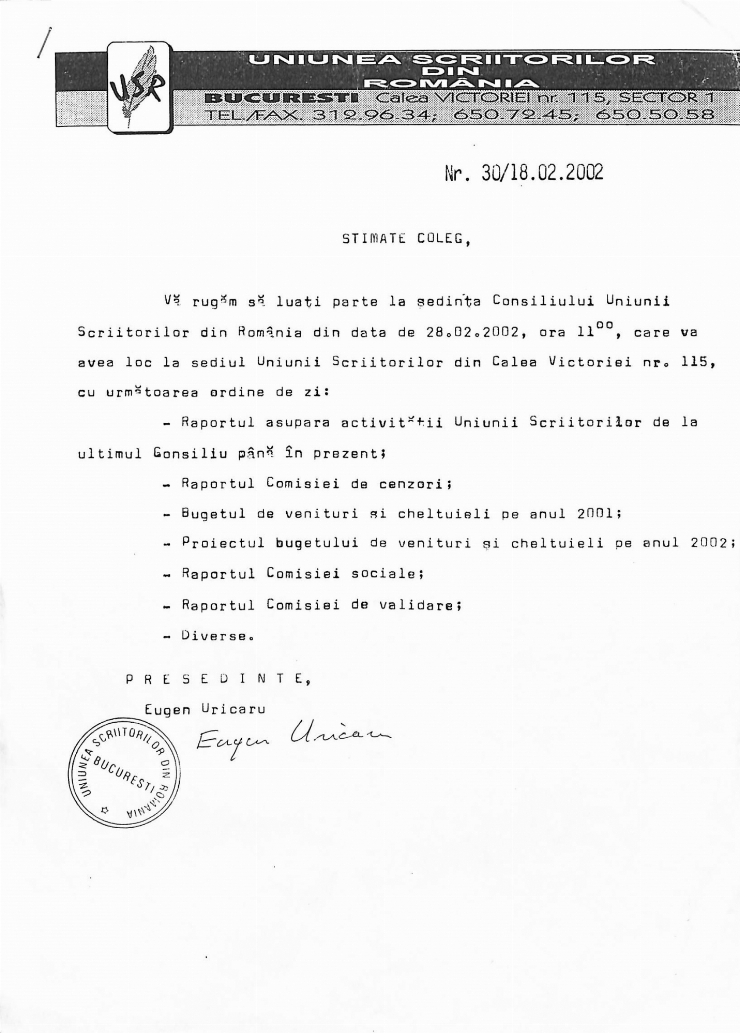 UNIUNEA SCRIITORILOR
DIN
ROMÂNIA
USR
BUCURESTI Calea VICTORIEI nr. 115, SECTOR 1
TEL./FAX. 312.96.34; 650.72.45; 650.50.58
Nr. 30/18.02.2002
STIMATE COLEG,
Vă rugăm să luați parte la ședința Consiliului Uniunii
Scriitorilor din România din data de 28.02.2002, ora 11⁰⁰, care va
avea loc la sediul Uniunii Scriitorilor din Calea Victoriei nr. 115,
cu următoarea ordine de zi:
- Raportul asupara activității Uniunii Scriitorilor de la
ultimul Consiliu până în prezent;
- Raportul Comisiei de cenzori;
- Bugetul de venituri și cheltuieli pe anul 2001;
- Proiectul bugetului de venituri și cheltuieli pe anul 2002;
- Raportul Comisiei sociale;
- Raportul Comisiei de validare;
- Diverse.
P R E S E D I N T E,
Eugen Uricaru
Eugen Uricaru
UNIUNEA SCRIITORILOR DIN ROMANIA
BUCURESTI